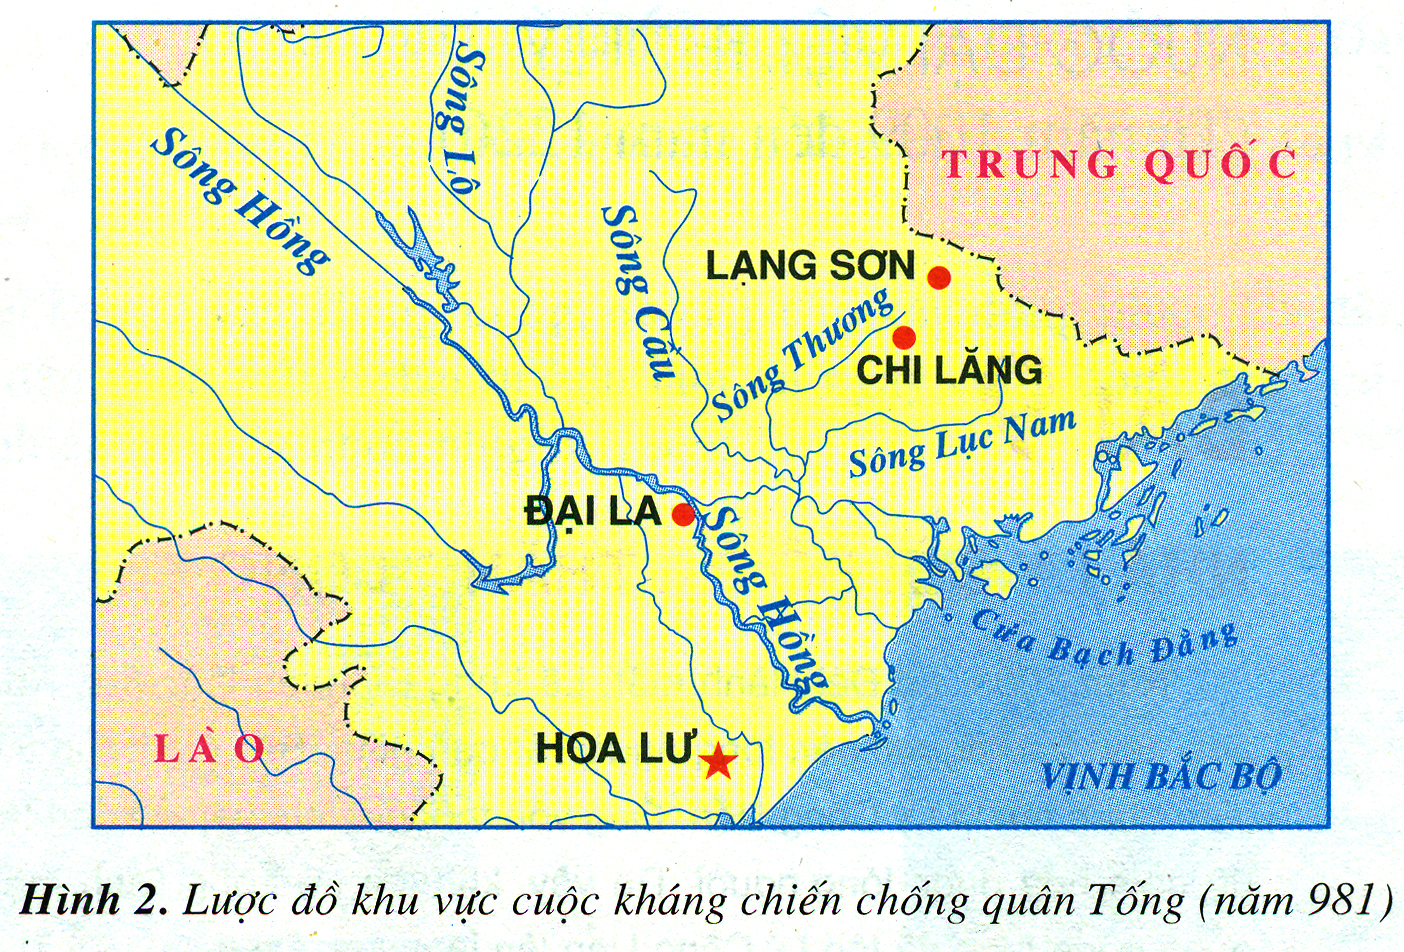 Sông Lô
Sông Hồng
TRUNG QUỐC
Sông Cầu
LẠNG SƠN
Sông Thương
CHI LĂNG
Sông Lục Nam
ĐẠI LA
Sông Hồng
Cửa Bạch Đằng
HOA LƯ
LÀO
VỊNH BẮC BỘ
Hình 2. Lược đồ khu vực cuộc kháng chiến chống quân Tống (năm 981)